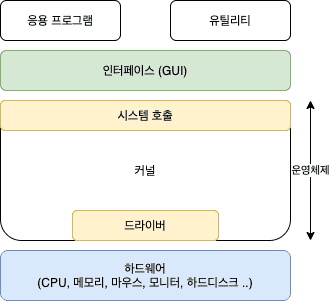 응용 프로그램
유틸리티
인터페이스 (GUI)
시스템 호출
커널
운영체제
드라이버
하드웨어
(CPU, 메모리, 마우스, 모니터, 하드디스크 ..)